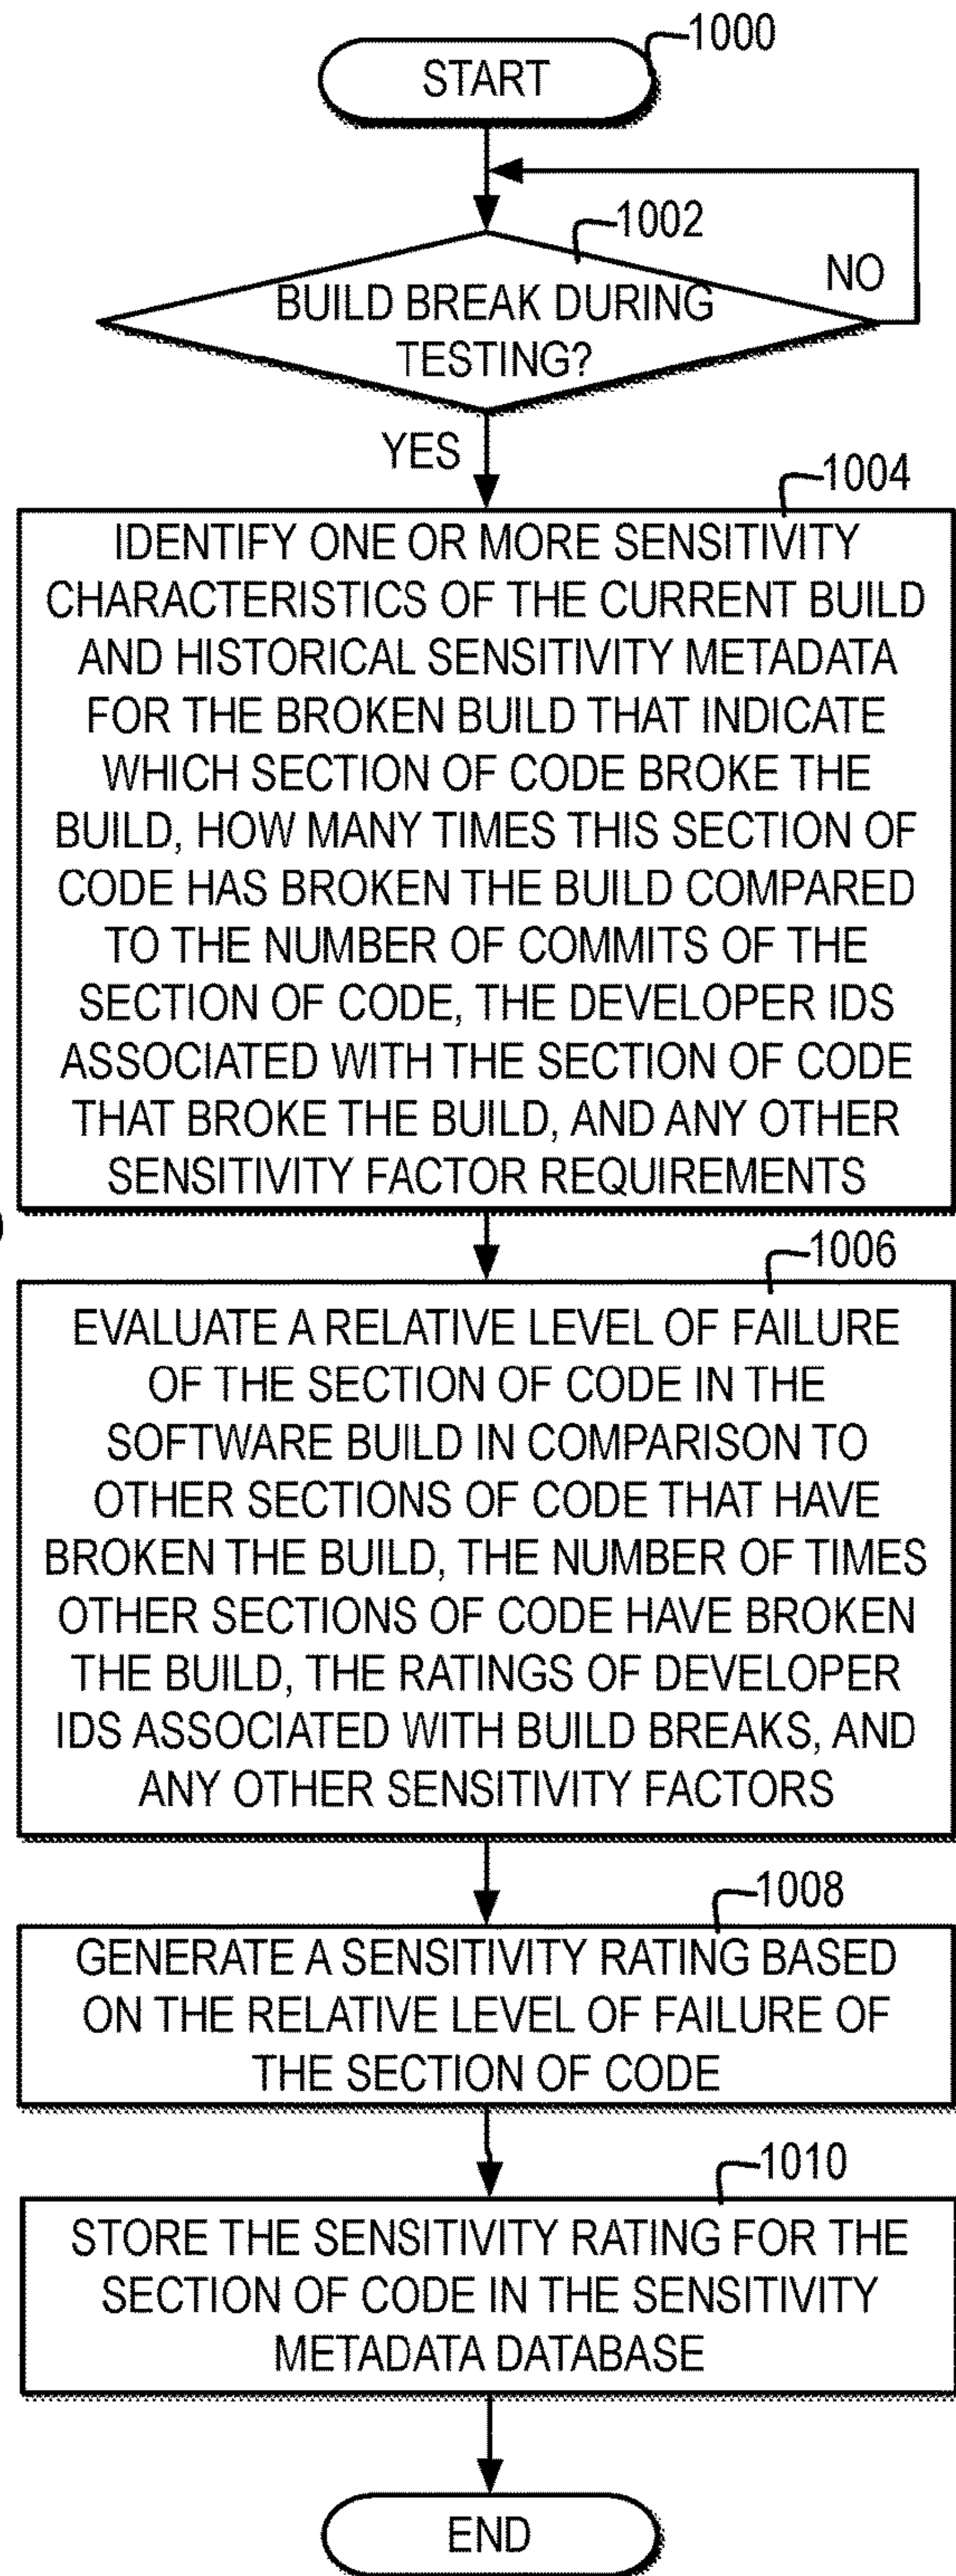 1000
START
1002
NO
BUILD BREAK DURING
TESTING?
YES
1004
IDENTIFY ONE OR MORE SENSITIVITY
CHARACTERISTICS OF THE CURRENT BUILD
AND HISTORICAL SENSITIVITY METADATA
FOR THE BROKEN BUILD THAT INDICATE
WHICH SECTION OF CODE BROKE THE
BUILD, HOW MANY TIMES THIS SECTION OF
CODE HAS BROKEN THE BUILD COMPARED
TO THE NUMBER OF COMMITS OF THE
SECTION OF CODE, THE DEVELOPER IDS
ASSOCIATED WITH THE SECTION OF CODE
THAT BROKE THE BUILD, AND ANY OTHER
SENSITIVITY FACTOR REQUIREMENTS
1006
EVALUATE A RELATIVE LEVEL OF FAILURE
OF THE SECTION OF CODE IN THE
SOFTWARE BUILD IN COMPARISON TO
OTHER SECTIONS OF CODE THAT HAVE
BROKEN THE BUILD, THE NUMBER OF TIMES
OTHER SECTIONS OF CODE HAVE BROKEN
THE BUILD, THE RATINGS OF DEVELOPER
IDS ASSOCIATED WITH BUILD BREAKS, AND
ANY OTHER SENSITIVITY FACTORS
1008
GENERATE A SENSITIVITY RATING BASED
ON THE RELATIVE LEVEL OF FAILURE OF
THE SECTION OF CODE
1010
STORE THE SENSITIVITY RATING FOR THE
SECTION OF CODE IN THE SENSITIVITY
METADATA DATABASE
END